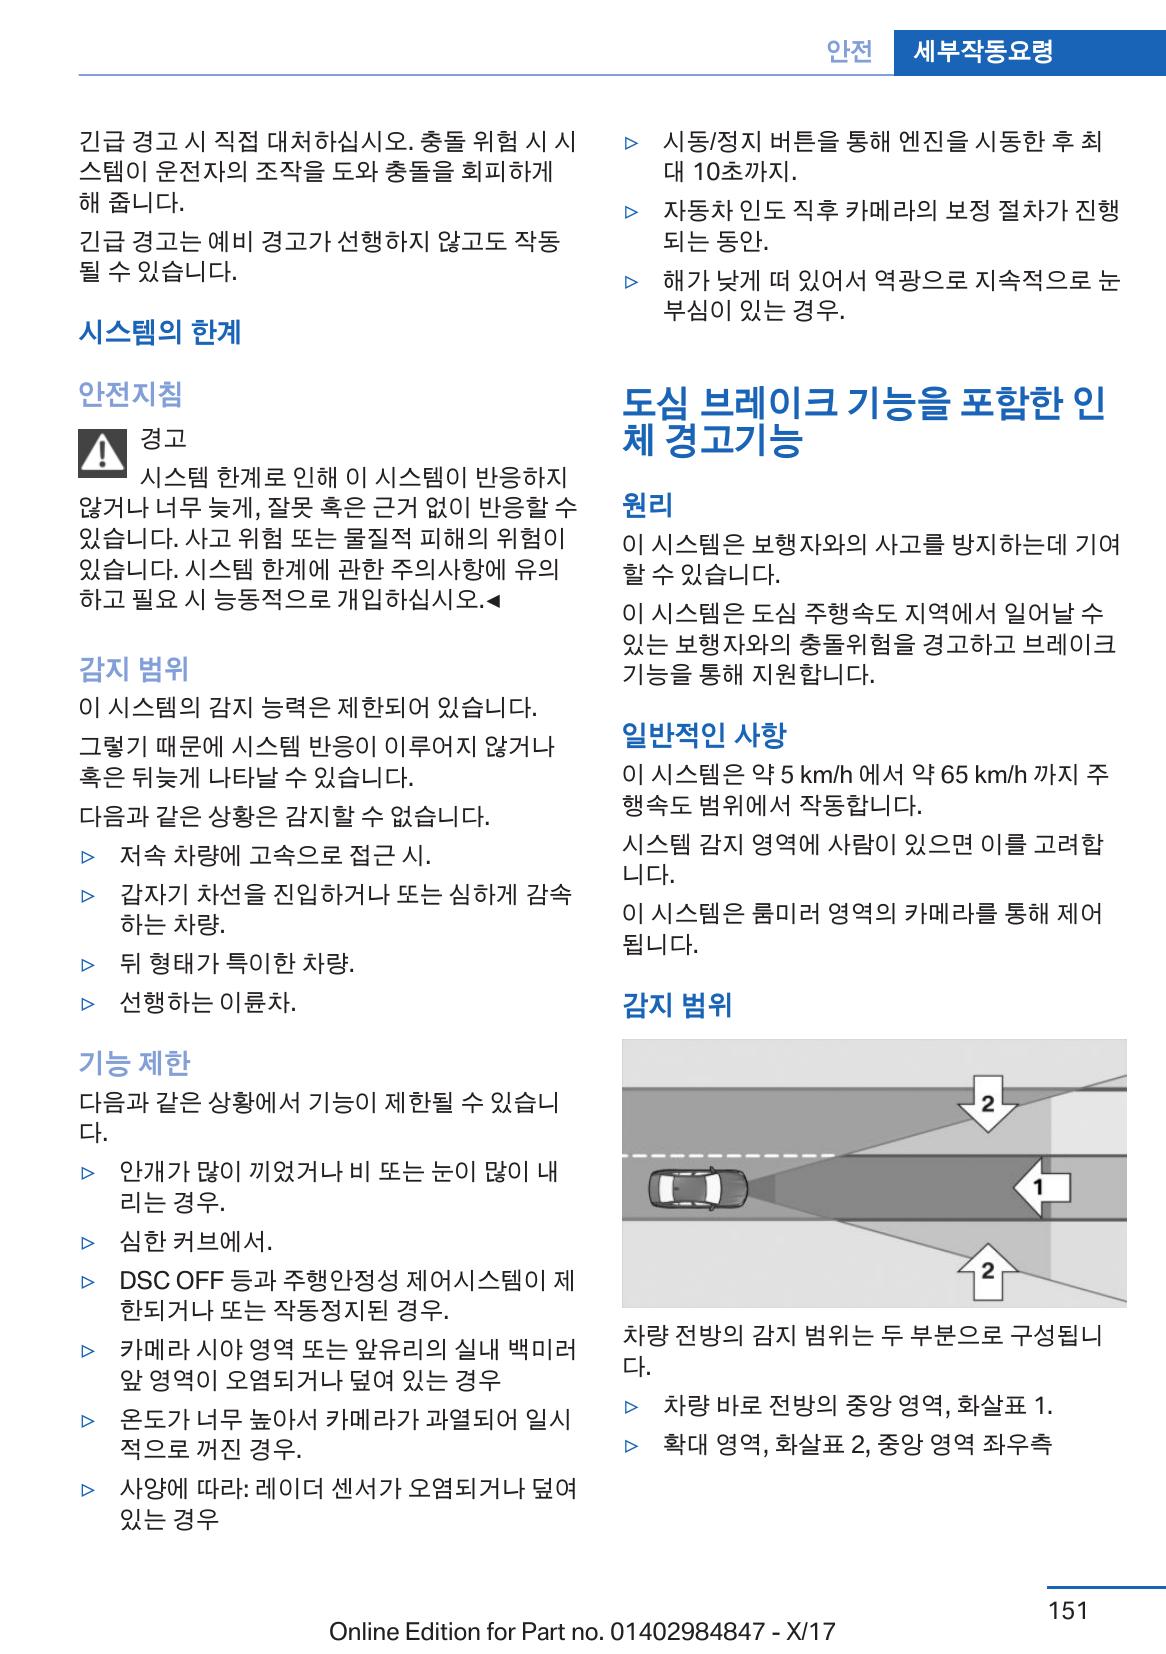 안전 세부작동요령
긴급 경고 시 직접 대처하십시오. 충돌 위험 시 시
스템이 운전자의 조작을 도와 충돌을 회피하게
해 줍니다.
긴급 경고는 예비 경고가 선행하지 않고도 작동
될 수 있습니다.
시스템의 한계
안전지침
경고
시스템 한계로 인해 이 시스템이 반응하지
않거나 너무 늦게, 잘못 혹은 근거 없이 반응할 수
있습니다. 사고 위험 또는 물질적 피해의 위험이
있습니다. 시스템 한계에 관한 주의사항에 유의
하고 필요 시 능동적으로 개입하십시오.◄
감지 범위
이 시스템의 감지 능력은 제한되어 있습니다.
그렇기 때문에 시스템 반응이 이루어지 않거나
혹은 뒤늦게 나타날 수 있습니다.
다음과 같은 상황은 감지할 수 없습니다.
▷ 저속 차량에 고속으로 접근 시.
▷ 갑자기 차선을 진입하거나 또는 심하게 감속
하는 차량.
▷ 뒤 형태가 특이한 차량.
▷ 선행하는 이륜차.
기능 제한
다음과 같은 상황에서 기능이 제한될 수 있습니
다.
▷ 안개가 많이 끼었거나 비 또는 눈이 많이 내
리는 경우.
▷ 심한 커브에서.
▷ DSC OFF 등과 주행안정성 제어시스템이 제
한되거나 또는 작동정지된 경우.
▷ 카메라 시야 영역 또는 앞유리의 실내 백미러
앞 영역이 오염되거나 덮여 있는 경우
▷ 온도가 너무 높아서 카메라가 과열되어 일시
적으로 꺼진 경우.
▷ 사양에 따라: 레이더 센서가 오염되거나 덮여
있는 경우
▷ 시동/정지 버튼을 통해 엔진을 시동한 후 최
대 10초까지.
▷ 자동차 인도 직후 카메라의 보정 절차가 진행
되는 동안.
▷ 해가 낮게 떠 있어서 역광으로 지속적으로 눈
부심이 있는 경우.
도심 브레이크 기능을 포함한 인
체 경고기능
원리
이 시스템은 보행자와의 사고를 방지하는데 기여
할 수 있습니다.
이 시스템은 도심 주행속도 지역에서 일어날 수
있는 보행자와의 충돌위험을 경고하고 브레이크
기능을 통해 지원합니다.
일반적인 사항
이 시스템은 약 5 km/h 에서 약 65 km/h 까지 주
행속도 범위에서 작동합니다.
시스템 감지 영역에 사람이 있으면 이를 고려합
니다.
이 시스템은 룸미러 영역의 카메라를 통해 제어
됩니다.
감지 범위
2
1
2
차량 전방의 감지 범위는 두 부분으로 구성됩니
다.
▷ 차량 바로 전방의 중앙 영역, 화살표 1.
▷ 확대 영역, 화살표 2, 중앙 영역 좌우측
151
Online Edition for Part no. 01402984847 - X/17